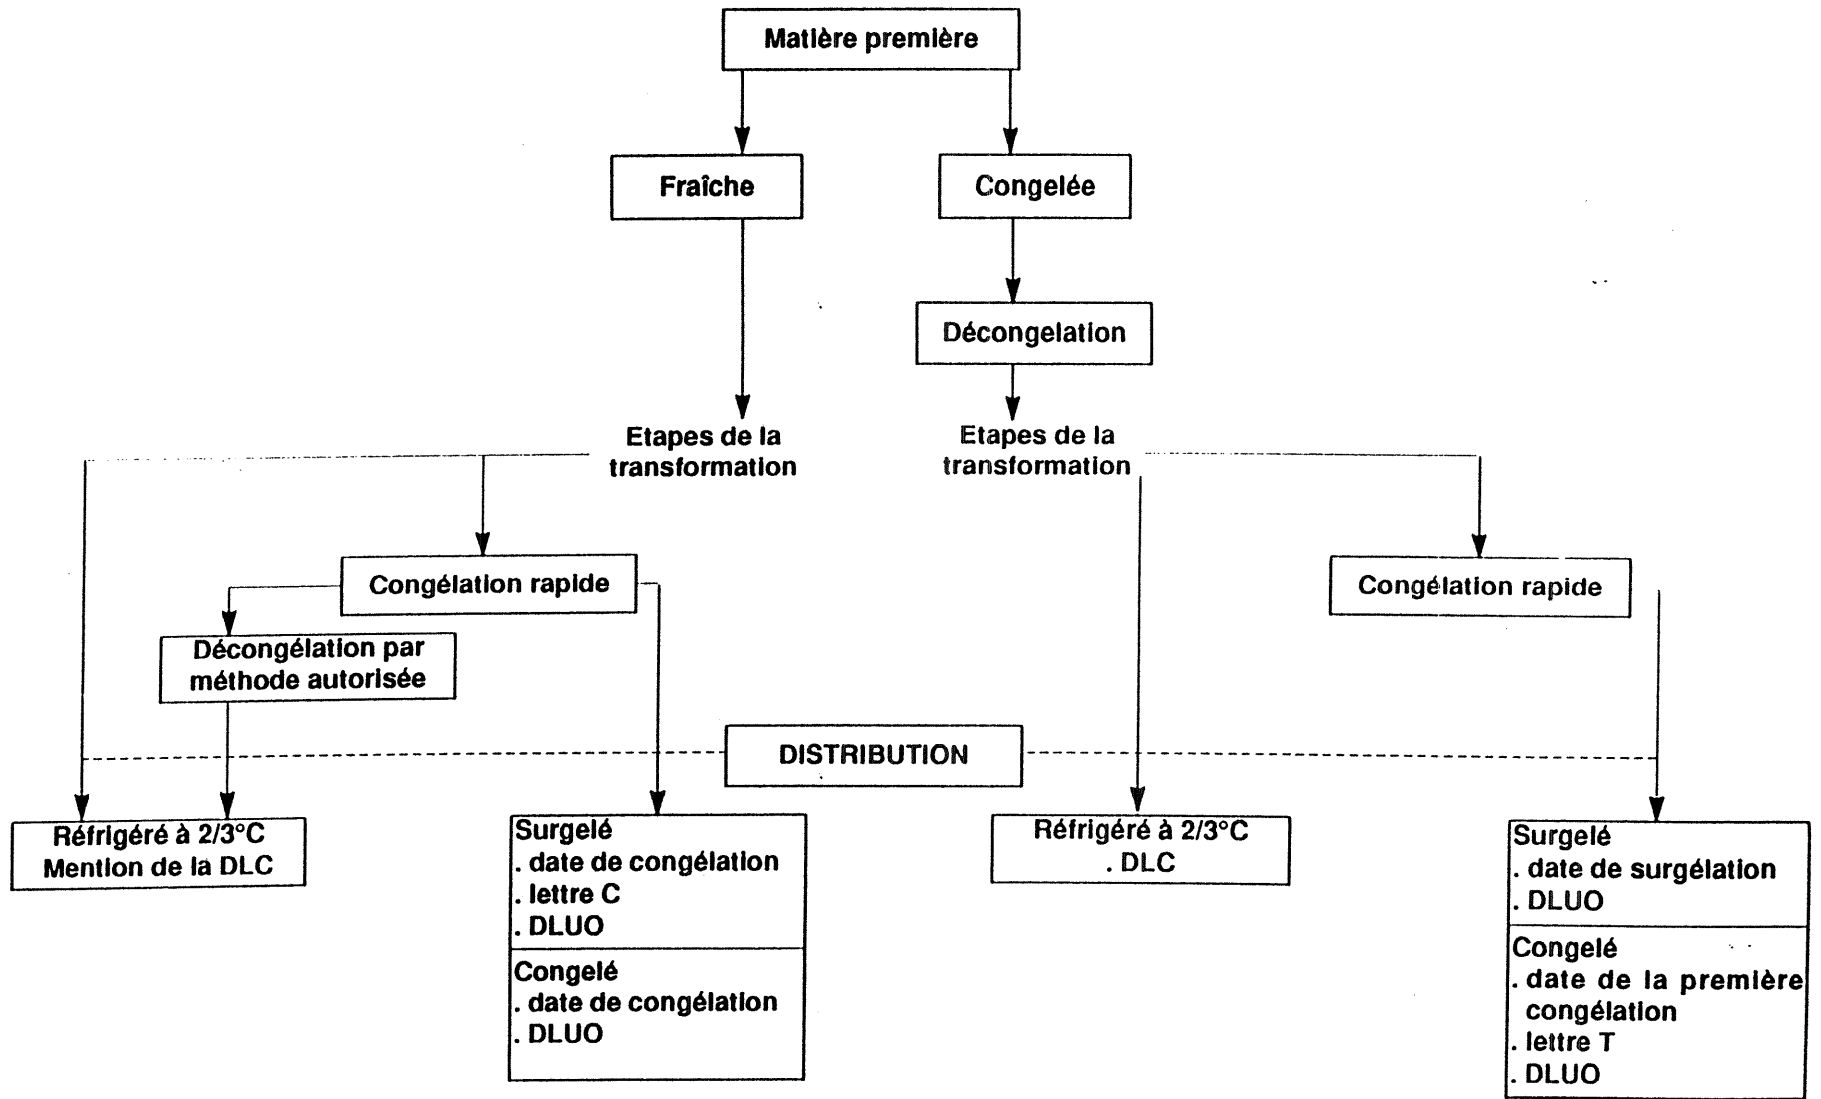 Matière première
Fraîche
Congelée
Décongelation
Etapes de la
transformation
Etapes de la
transformation
Congélation rapide
Congélation rapide
Décongélation par
méthode autorisée
DISTRIBUTION
Réfrigéré à 2/3°C
Mention de la DLC
Surgelé
. date de congélation
. lettre C
. DLUO
Congelé
. date de congélation
. DLUO
Réfrigéré à 2/3°C
. DLC
Surgelé
. date de surgélation
. DLUO
Congelé
. date de la première
congélation
. lettre T
. DLUO